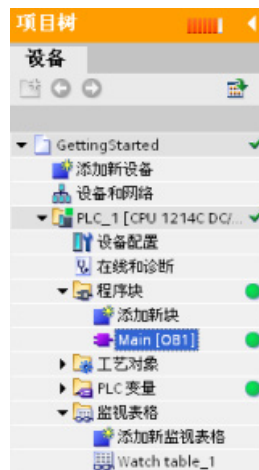 项目树
设备
GettingStarted
添加新设备
设备和网络
PLC_1 [CPU 1214C DC/...
设备配置
在线和诊断
程序块
添加新块
Main [OB1]
工艺对象
PLC 变量
监视表格
添加新监视表格
Watch table_1